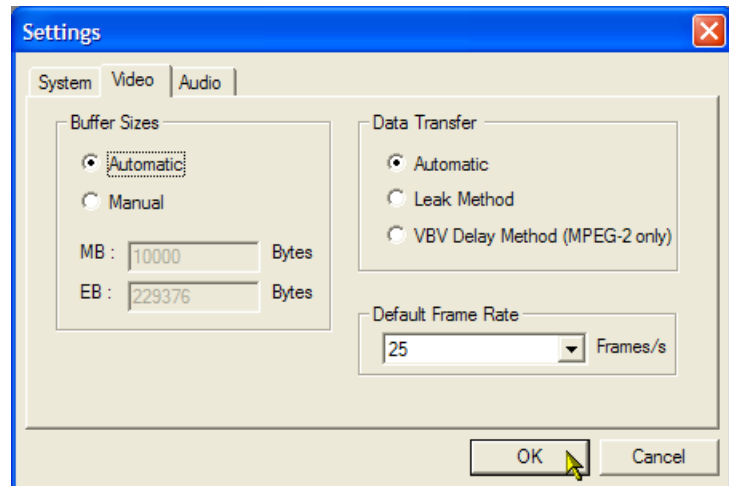 Settings
System Video Audio
Buffer Sizes
Automatic
Manual
MB : 10000 Bytes
EB : 229376 Bytes
Data Transfer
Automatic
Leak Method
VBV Delay Method (MPEG-2 only)
Default Frame Rate
25 Frames/s
OK Cancel